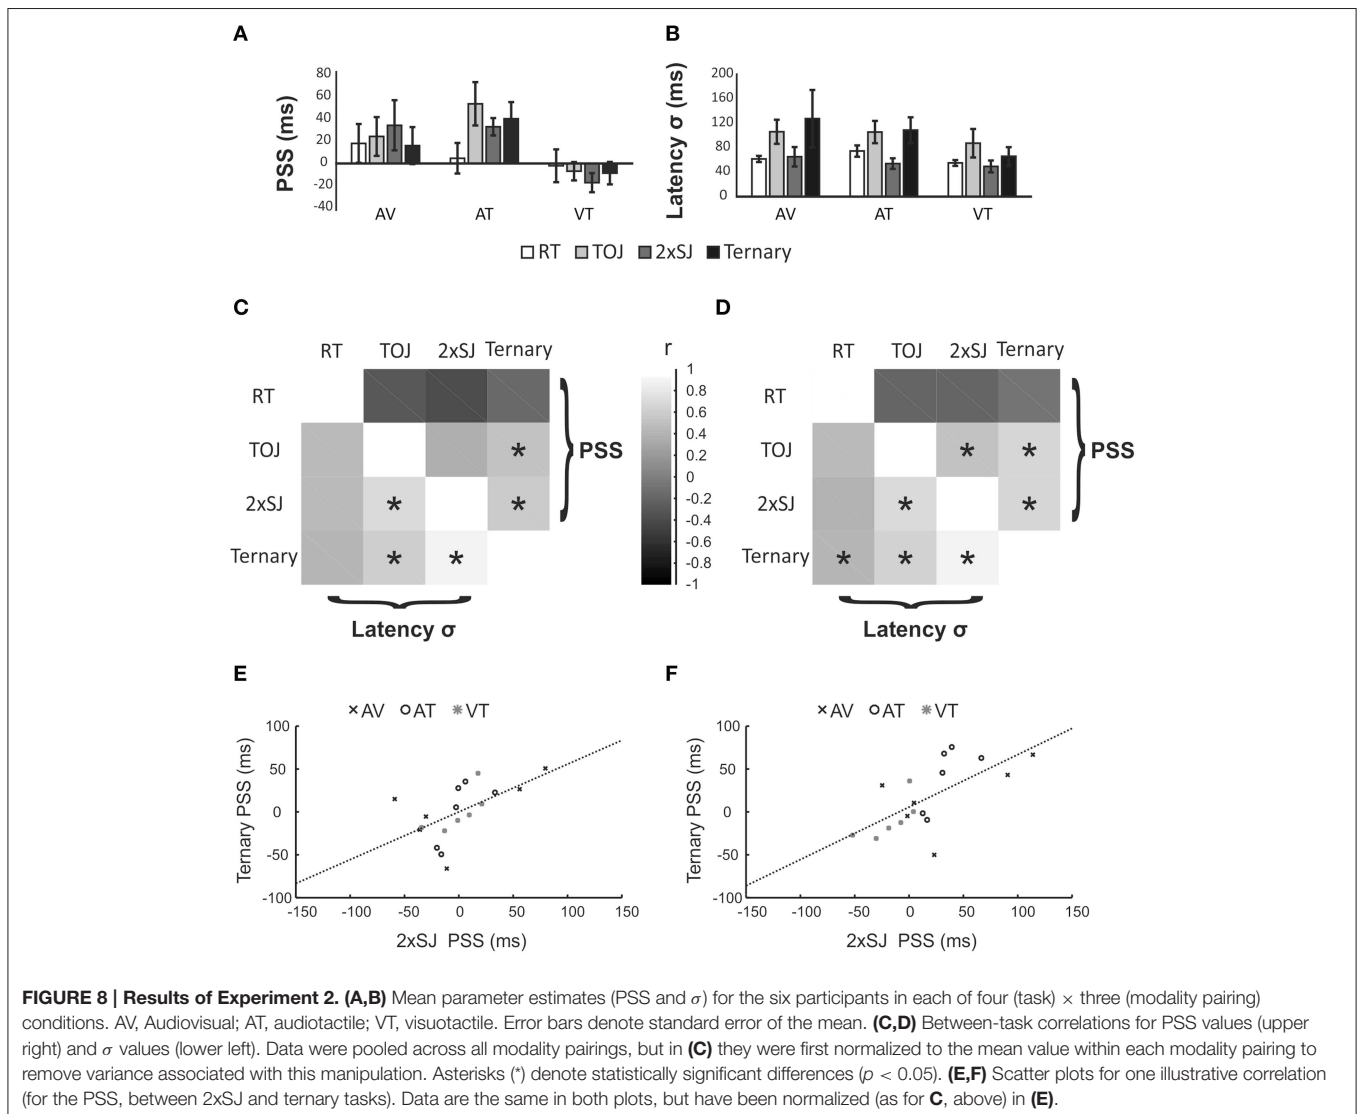 A
B
PSS (ms)
80
60
40
20
0
-20
-40
AV
AT
VT
Latency σ (ms)
200
160
120
80
40
0
AV
AT
VT
RT TOJ 2xSJ Ternary
C
RT TOJ 2xSJ Ternary
RT
TOJ
2xSJ
Ternary
PSS
Latency σ
r
1
0.8
0.6
0.4
0.2
0
-0.2
-0.4
-0.6
-0.8
-1
D
RT TOJ 2xSJ Ternary
RT
TOJ
2xSJ
Ternary
* *
* *
* *
* * *
* *
PSS
Latency σ
E
×AV oAT *VT
Ternary PSS (ms)
100
50
0
-50
-100
-150 -100 -50 0 50 100 150
2xSJ PSS (ms)
F
×AV oAT *VT
Ternary PSS (ms)
100
50
0
-50
-100
-150 -100 -50 0 50 100 150
2xSJ PSS (ms)
FIGURE 8 | Results of Experiment 2. (A,B) Mean parameter estimates (PSS and σ) for the six participants in each of four (task) × three (modality pairing)
conditions. AV, Audiovisual; AT, audiotactile; VT, visuotactile. Error bars denote standard error of the mean. (C,D) Between-task correlations for PSS values (upper
right) and σ values (lower left). Data were pooled across all modality pairings, but in (C) they were first normalized to the mean value within each modality pairing to
remove variance associated with this manipulation. Asterisks (*) denote statistically significant differences (p < 0.05). (E,F) Scatter plots for one illustrative correlation
(for the PSS, between 2xSJ and ternary tasks). Data are the same in both plots, but have been normalized (as for C, above) in (E).